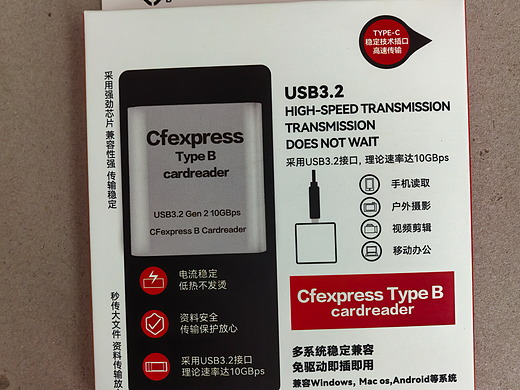 TYPE-C
稳定技术插口
高速传输
USB3.2
HIGH-SPEED TRANSMISSION
TRANSMISSION
DOES NOT WAIT
采用USB3.2接口, 理论速率达10GBps
手机读取
户外摄影
视频剪辑
移动办公
Cfexpress Type B
cardreader
多系统稳定兼容
免驱动即插即用
兼容Windows, Mac os,Android等系统
采用强劲芯片 兼容性强 传输稳定
秒传大文件 资料传输放
Cfexpress
Type B
cardreader
USB3.2 Gen 2 10GBps
CFexpress B Cardreader
电流稳定
低热不发烫
资料安全
传输保护放心
采用USB3.2接口
理论速率达10GBps